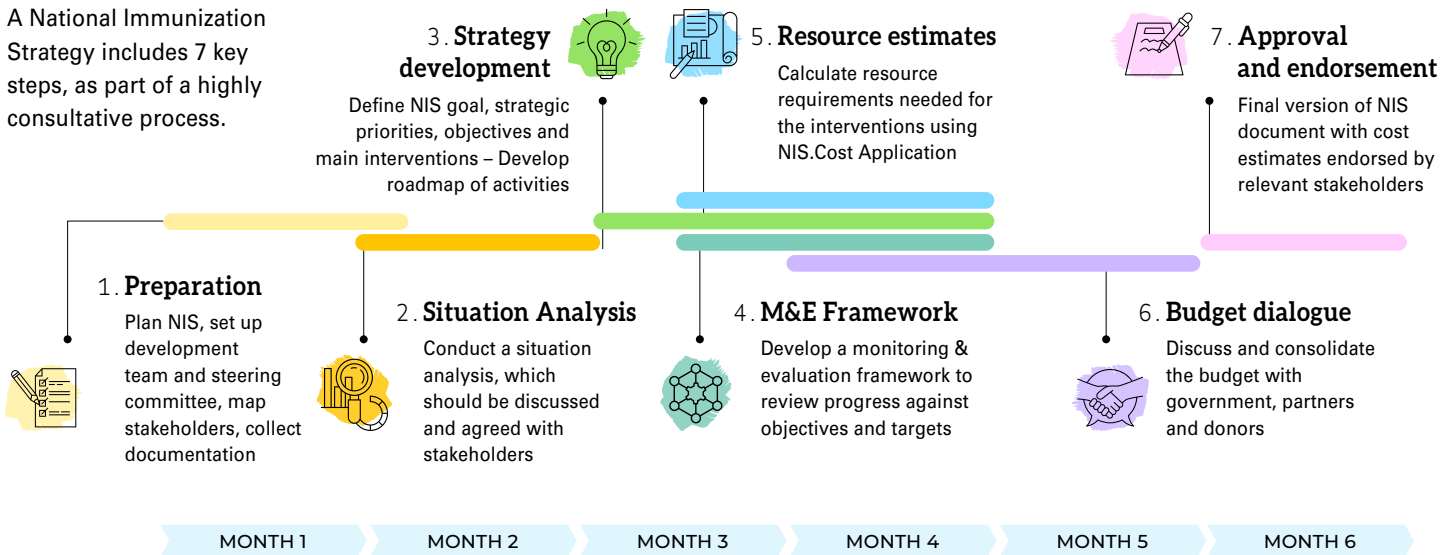 A National Immunization
Strategy includes 7 key
steps, as part of a highly
consultative process.
1. Preparation
Plan NIS, set up
development
team and steering
committee, map
stakeholders, collect
documentation
2. Situation Analysis
Conduct a situation
analysis, which
should be discussed
and agreed with
stakeholders
3. Strategy
development
Define NIS goal, strategic
priorities, objectives and
main interventions – Develop
roadmap of activities
4. M&E Framework
Develop a monitoring &
evaluation framework to
review progress against
objectives and targets
5. Resource estimates
Calculate resource
requirements needed for
the interventions using
NIS.Cost Application
6. Budget dialogue
Discuss and consolidate
the budget with
government, partners
and donors
7. Approval
and endorsement
Final version of NIS
document with cost
estimates endorsed by
relevant stakeholders
MONTH 1
MONTH 2
MONTH 3
MONTH 4
MONTH 5
MONTH 6